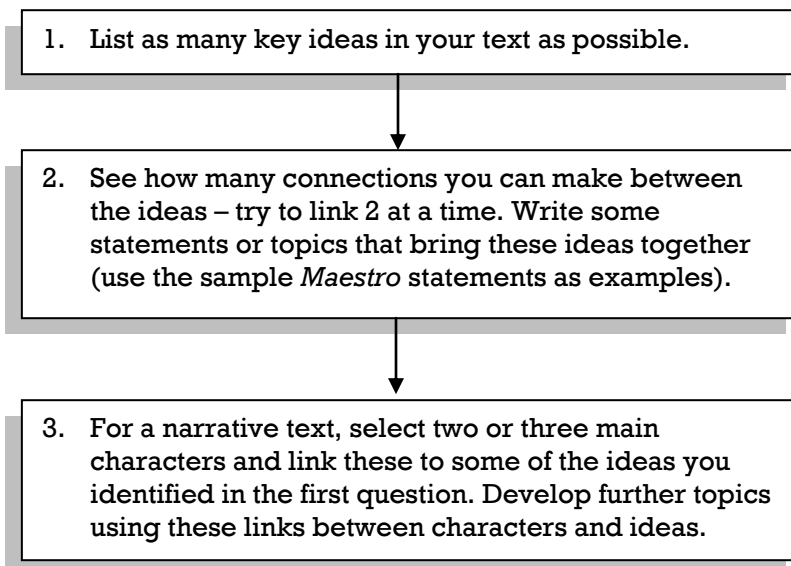 1. List as many key ideas in your text as possible.
2. See how many connections you can make between
the ideas – try to link 2 at a time. Write some
statements or topics that bring these ideas together
(use the sample Maestro statements as examples).
3. For a narrative text, select two or three main
characters and link these to some of the ideas you
identified in the first question. Develop further topics
using these links between characters and ideas.